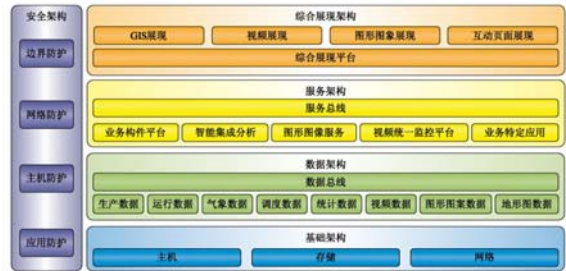 安全架构
边界防护
网络防护
主机防护
应用防护
综合展现架构
GIS展现 视频展现 图形图象展现 互动页面展现
综合展现平台
服务架构
服务总线
业务构件平台 智能集成分析 图形图像服务 视频统一监控平台 业务特定应用
数据架构
数据总线
生产数据 运行数据 气象数据 调度数据 统计数据 视频数据 图形图案数据 地形图数据
基础架构
主机 存储 网络